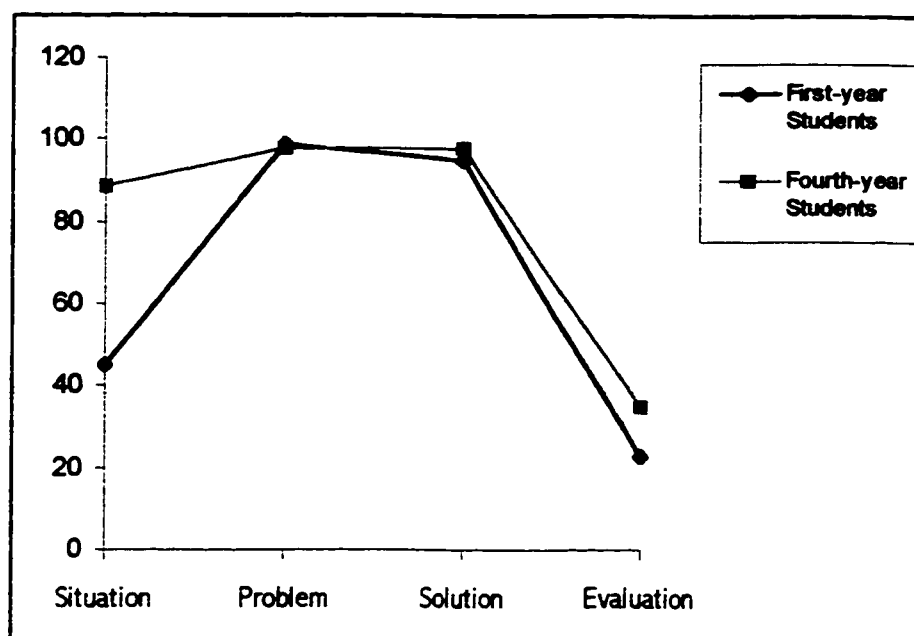 120
100
80
60
40
20
0
Situation Problem Solution Evaluation
First-year
Students
Fourth-year
Students